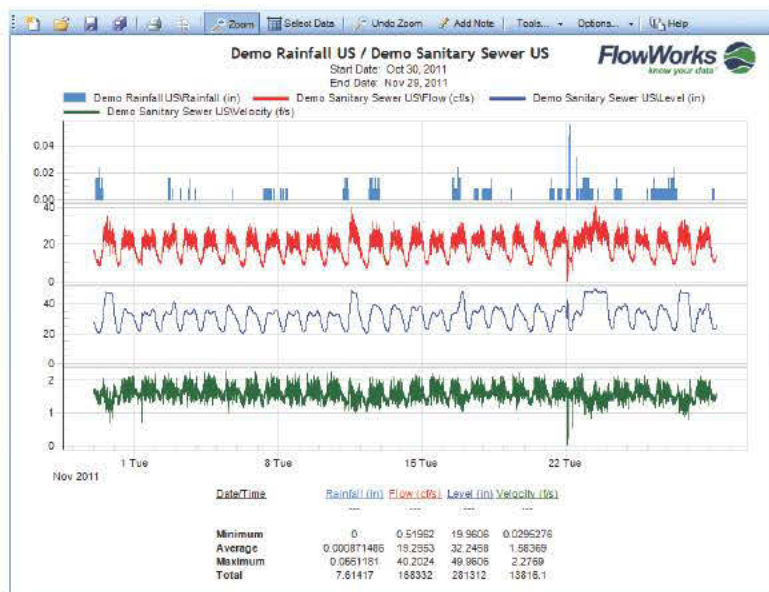 Zoom Select Data Undo Zoom Add Note Tools... Options... Help
Demo Rainfall US / Demo Sanitary Sewer US
Start Date: Oct 30, 2011
End Date: Nov 29, 2011
FlowWorks
know your data
Demo Rainfall US\Rainfall (in) Demo Sanitary Sewer US\Flow (cf/s) Demo Sanitary Sewer US\Level (in)
Demo Sanitary Sewer US\Velocity (f/s)
0.04
0.02
0.00
40
20
0
40
20
0
2
1
0
1 Tue 8 Tue 15 Tue 22 Tue
Nov 2011
Date/Time Rainfall (in) Flow (cf/s) Level (in) Velocity (f/s)
--- --- --- ---
Minimum 0 0.51962 19.9606 0.0295276
Average 0.000871486 19.2953 32.2498 1.58369
Maximum 0.0551181 40.2024 49.9606 2.2769
Total 7.61417 168332 281312 13816.1